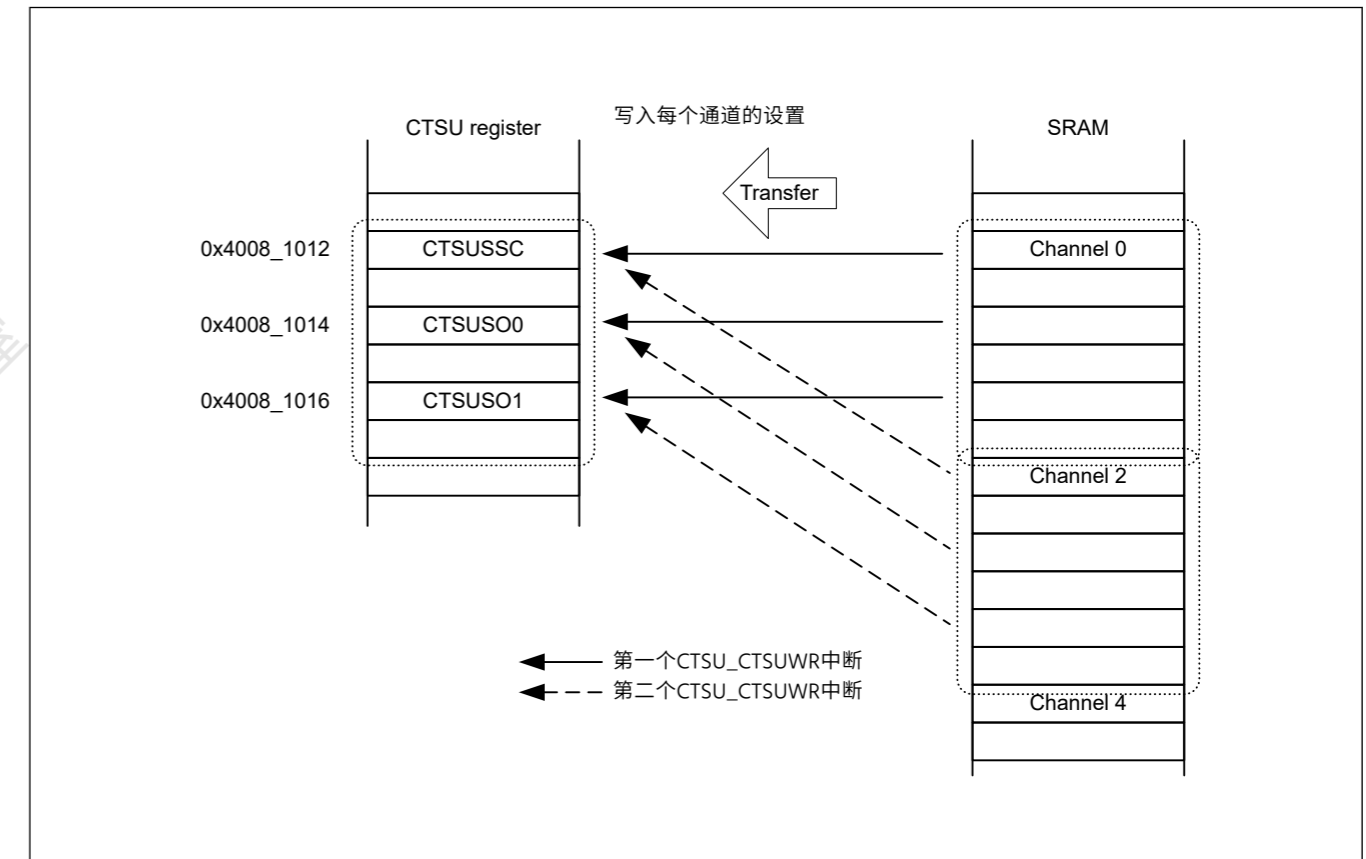 写入每个通道的设置
CTSU register
SRAM
Transfer
0x4008_1012
CTSUSSC
Channel 0
0x4008_1014
CTSUSO0
0x4008_1016
CTSUSO1
Channel 2
第一个CTSU_CTSUWR中断
第二个CTSU_CTSUWR中断
Channel 4